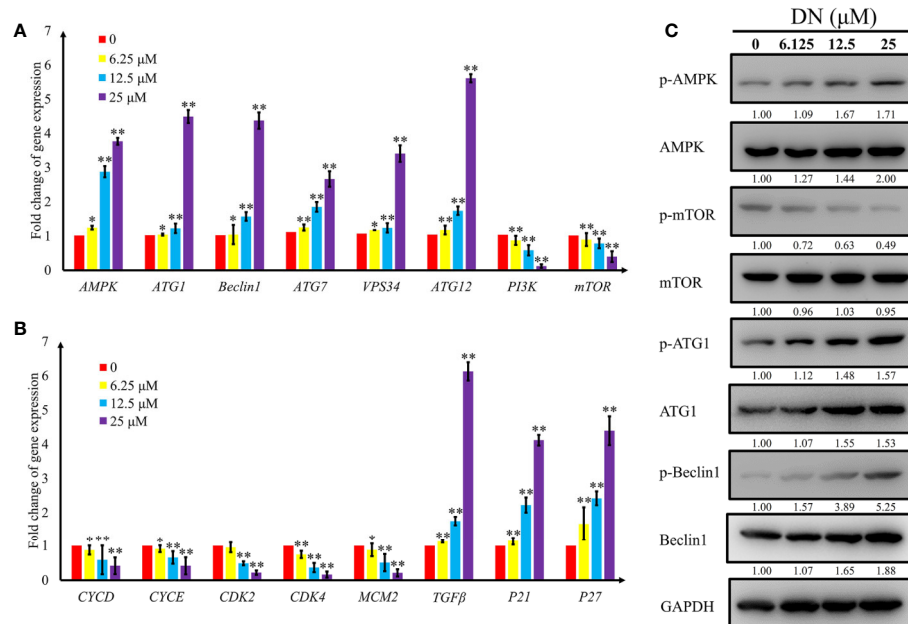 A
Fold change of gene expression
7
6
5
4
3
2
1
0
0
6.25 μM
12.5 μM
25 μM
* ** **
* ** **
* ** **
** ** **
* ** **
** ** **
** ** **
** ** **
AMPK ATG1 Beclin1 ATG7 VPS34 ATG12 PI3K mTOR
B
Fold change of gene expression
7
6
5
4
3
2
1
0
0
6.25 μM
12.5 μM
25 μM
* ** **
* ** **
** **
** ** **
* ** **
** ** **
** ** **
** ** **
CYCD CYCE CDK2 CDK4 MCM2 TGFβ P21 P27
C
DN (μM)
0 6.125 12.5 25
p-AMPK
1.00 1.09 1.67 1.71
AMPK
1.00 1.27 1.44 2.00
p-mTOR
1.00 0.72 0.63 0.49
mTOR
1.00 0.96 1.03 0.95
p-ATG1
1.00 1.12 1.48 1.57
ATG1
1.00 1.07 1.55 1.53
p-Beclin1
1.00 1.57 3.89 5.25
Beclin1
1.00 1.07 1.65 1.88
GAPDH